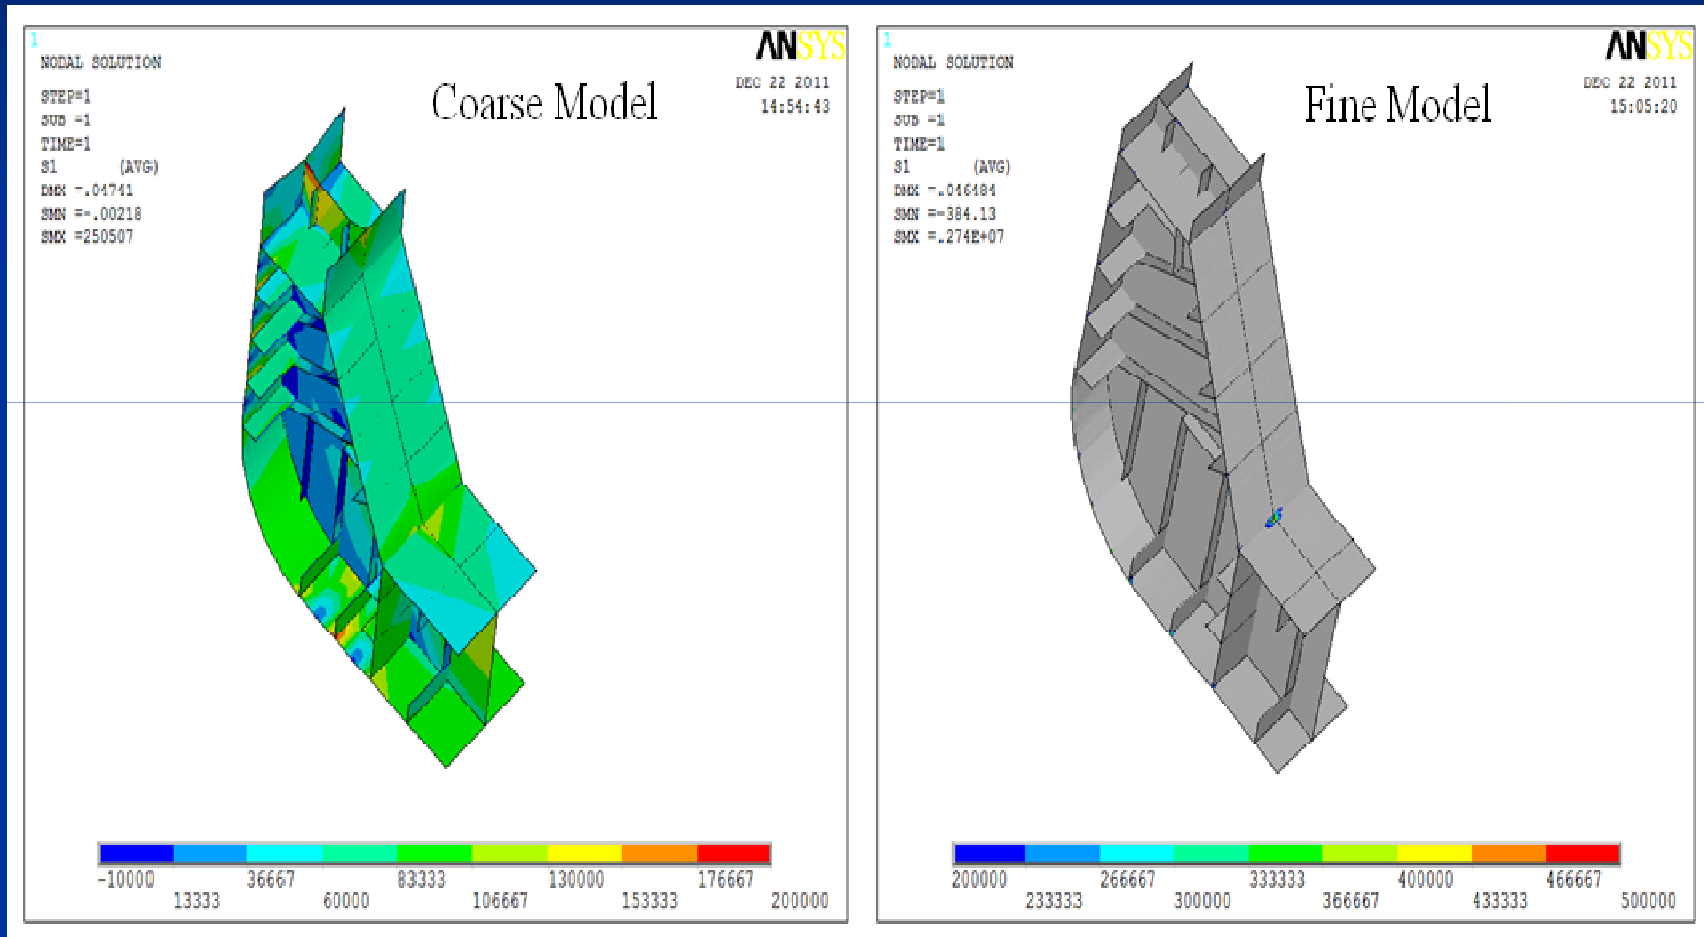 1
ANSYS
NODAL SOLUTION
DEC 22 2011
14:54:43
STEP=1
SUB =1
TIME=1
S1 (AVG)
DMX =.04741
SMN =-.00218
SMX =250507
Coarse Model
-10000 36667 83333 130000 176667
13333 60000 106667 153333 200000
1
ANSYS
NODAL SOLUTION
DEC 22 2011
15:05:20
STEP=1
SUB =1
TIME=1
S1 (AVG)
DMX =.046484
SMN =-384.13
SMX =.274E+07
Fine Model
200000 266667 333333 400000 466667
233333 300000 366667 433333 500000